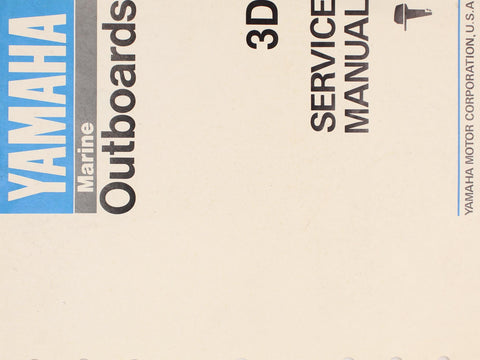 YAMAHA
Marine
Outboards
3D
SERVICE
MANUAL
YAMAHA MOTOR CORPORATION, U.S.A